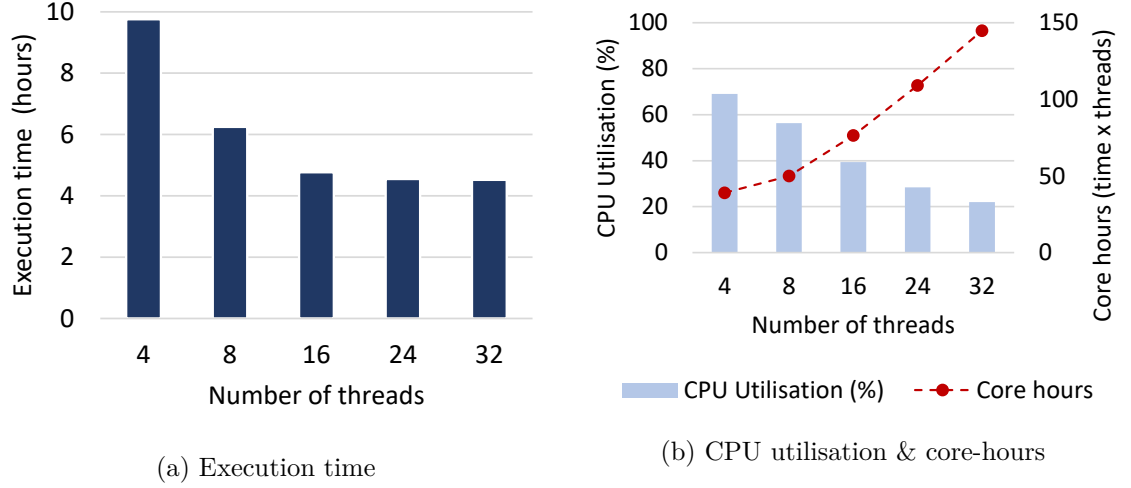 10
8
6
4
2
0
Execution time (hours)
4 8 16 24 32
Number of threads
(a) Execution time
100
80
60
40
20
0
CPU Utilisation (%)
150
100
50
0
Core hours (time x threads)
4 8 16 24 32
Number of threads
CPU Utilisation (%) Core hours
(b) CPU utilisation & core-hours